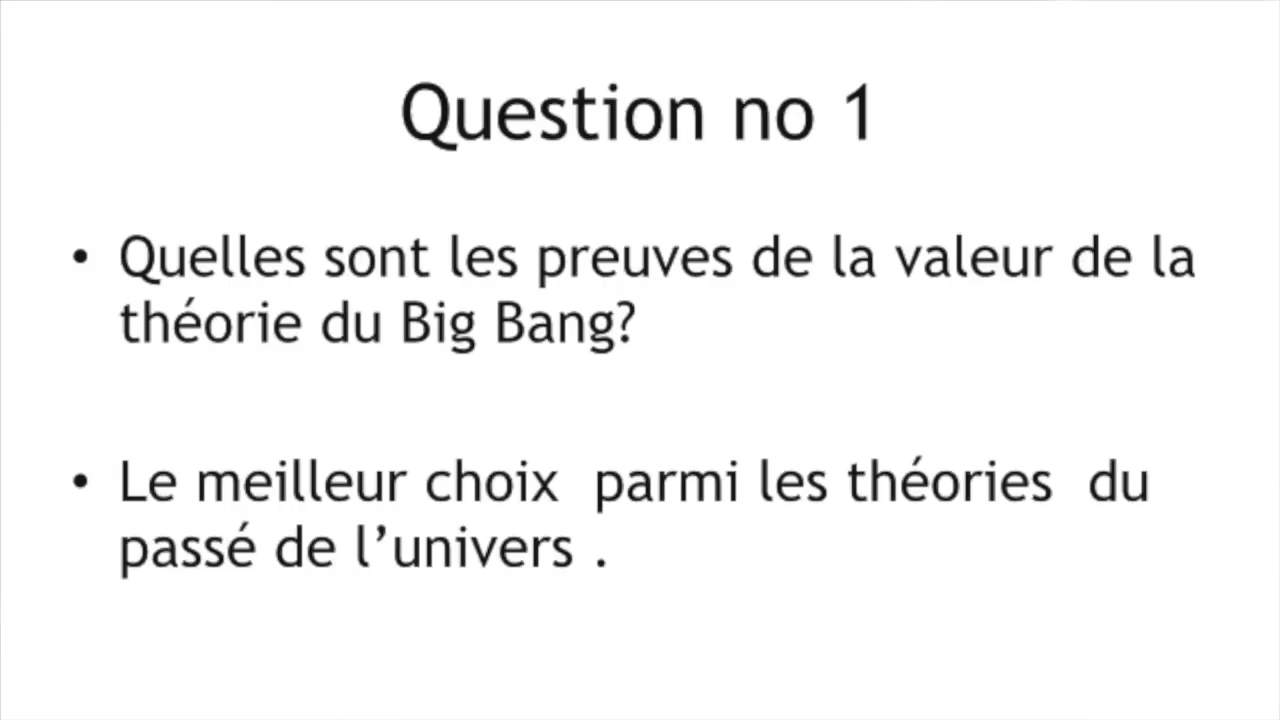 Question no 1
• Quelles sont les preuves de la valeur de la
théorie du Big Bang?
• Le meilleur choix  parmi les théories  du
passé de l’univers .